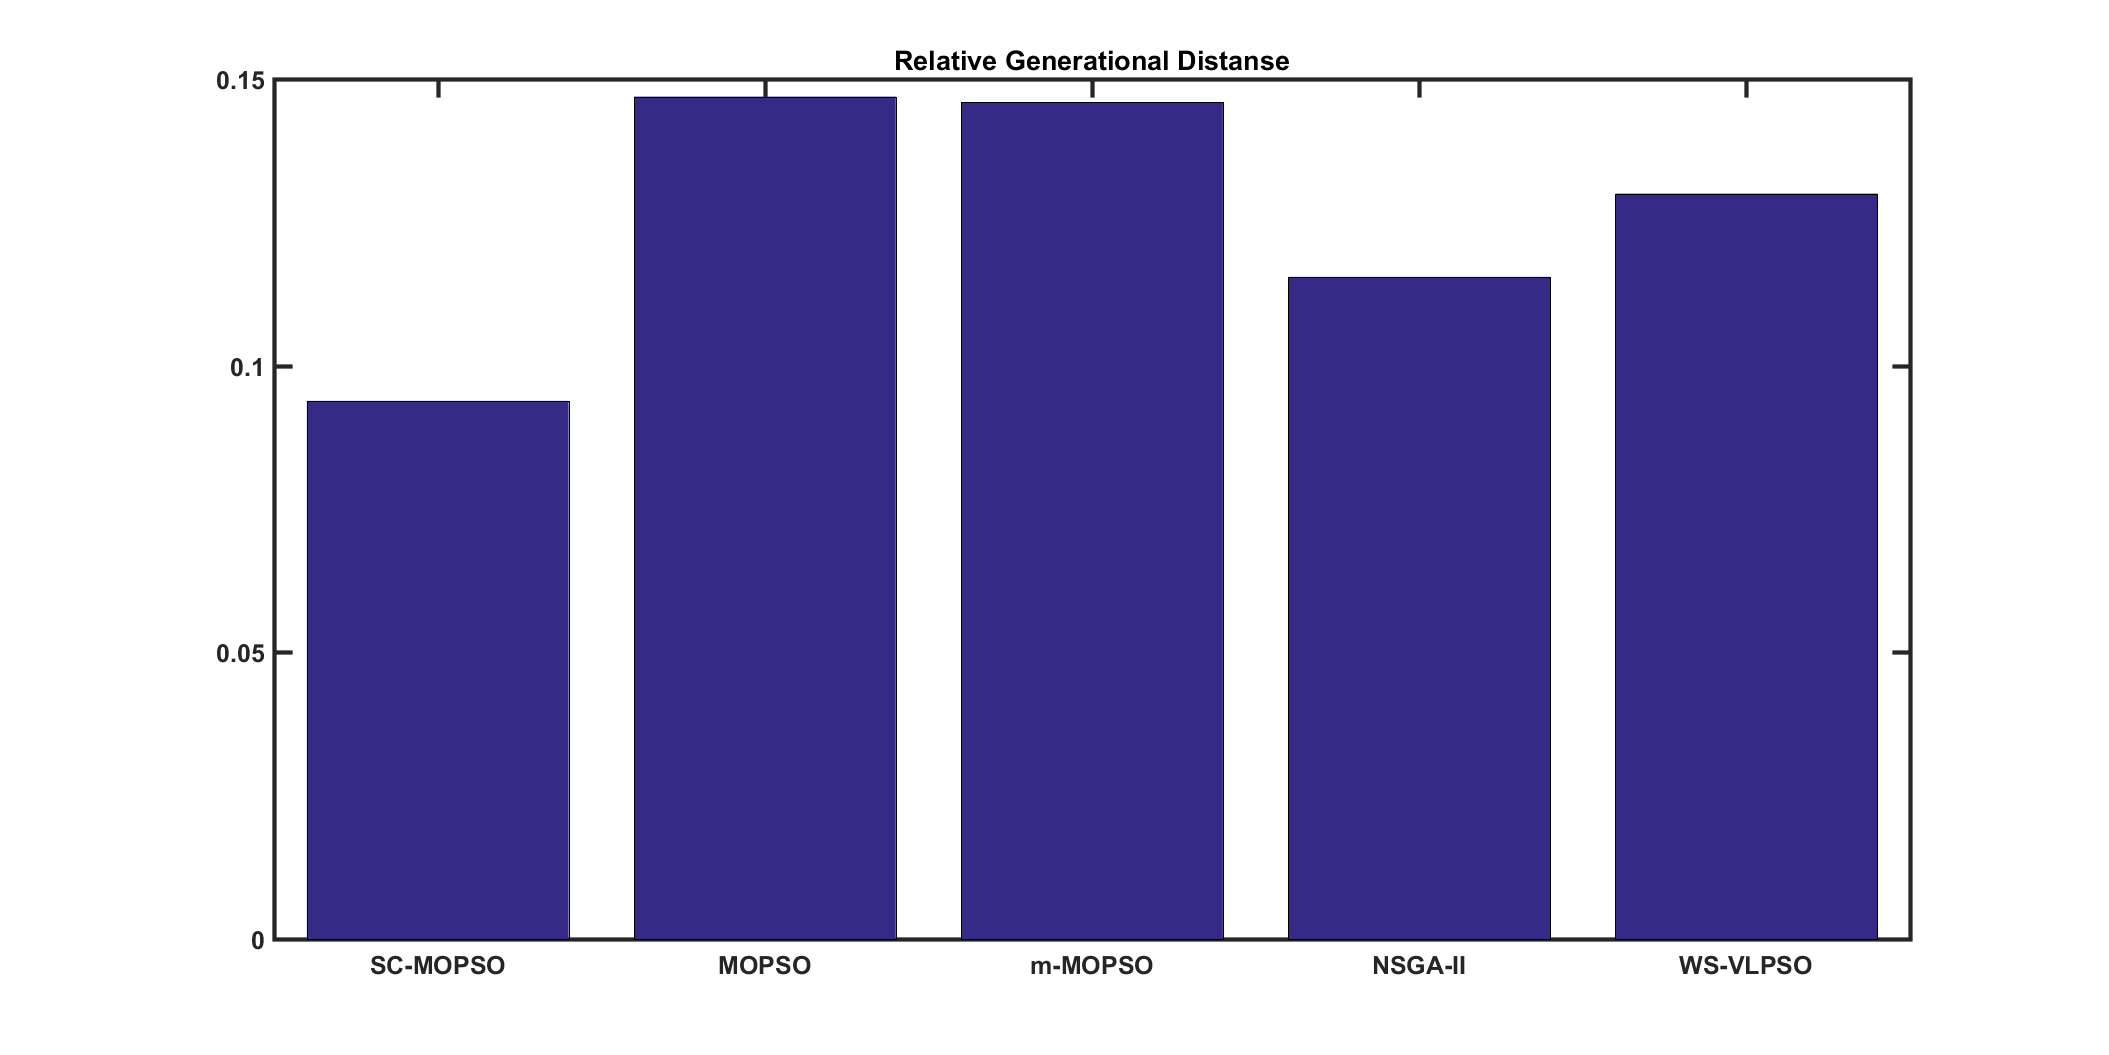 Relative Generational Distanse
0.15
0.1
0.05
0
SC-MOPSO MOPSO m-MOPSO NSGA-II WS-VLPSO